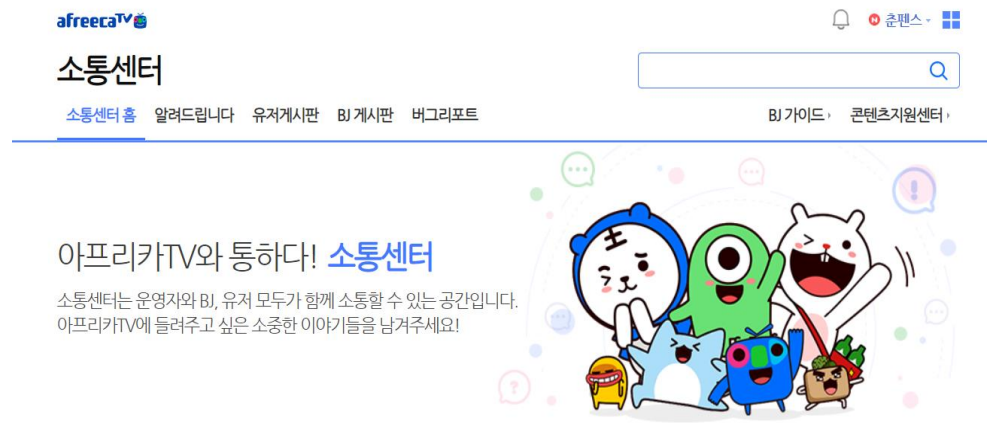 afreecaTV
N 춘펜스
소통센터
소통센터 홈 알려드립니다 유저게시판 BJ 게시판 버그리포트 BJ 가이드 콘텐츠지원센터
아프리카TV와 통하다! 소통센터
소통센터는 운영자와 BJ, 유저 모두가 함께 소통할 수 있는 공간입니다.
아프리카TV에 들려주고 싶은 소중한 이야기들을 남겨주세요!